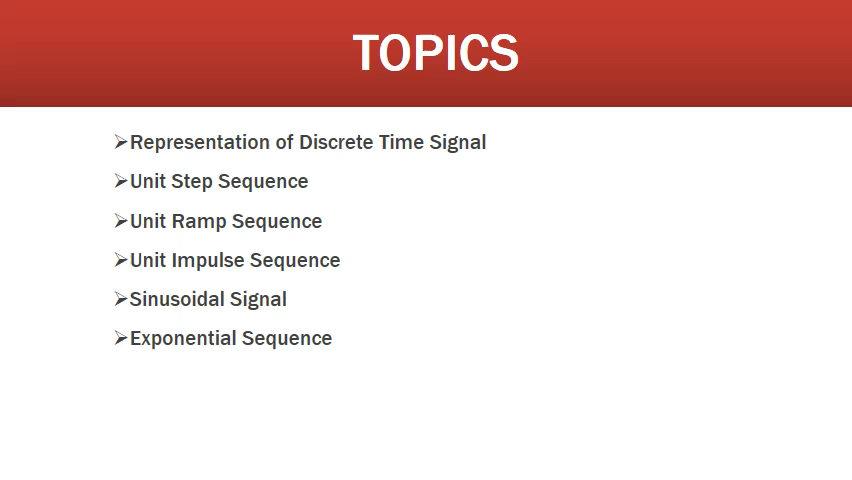 TOPICS
➢Representation of Discrete Time Signal
➢Unit Step Sequence
➢Unit Ramp Sequence
➢Unit Impulse Sequence
➢Sinusoidal Signal
➢Exponential Sequence